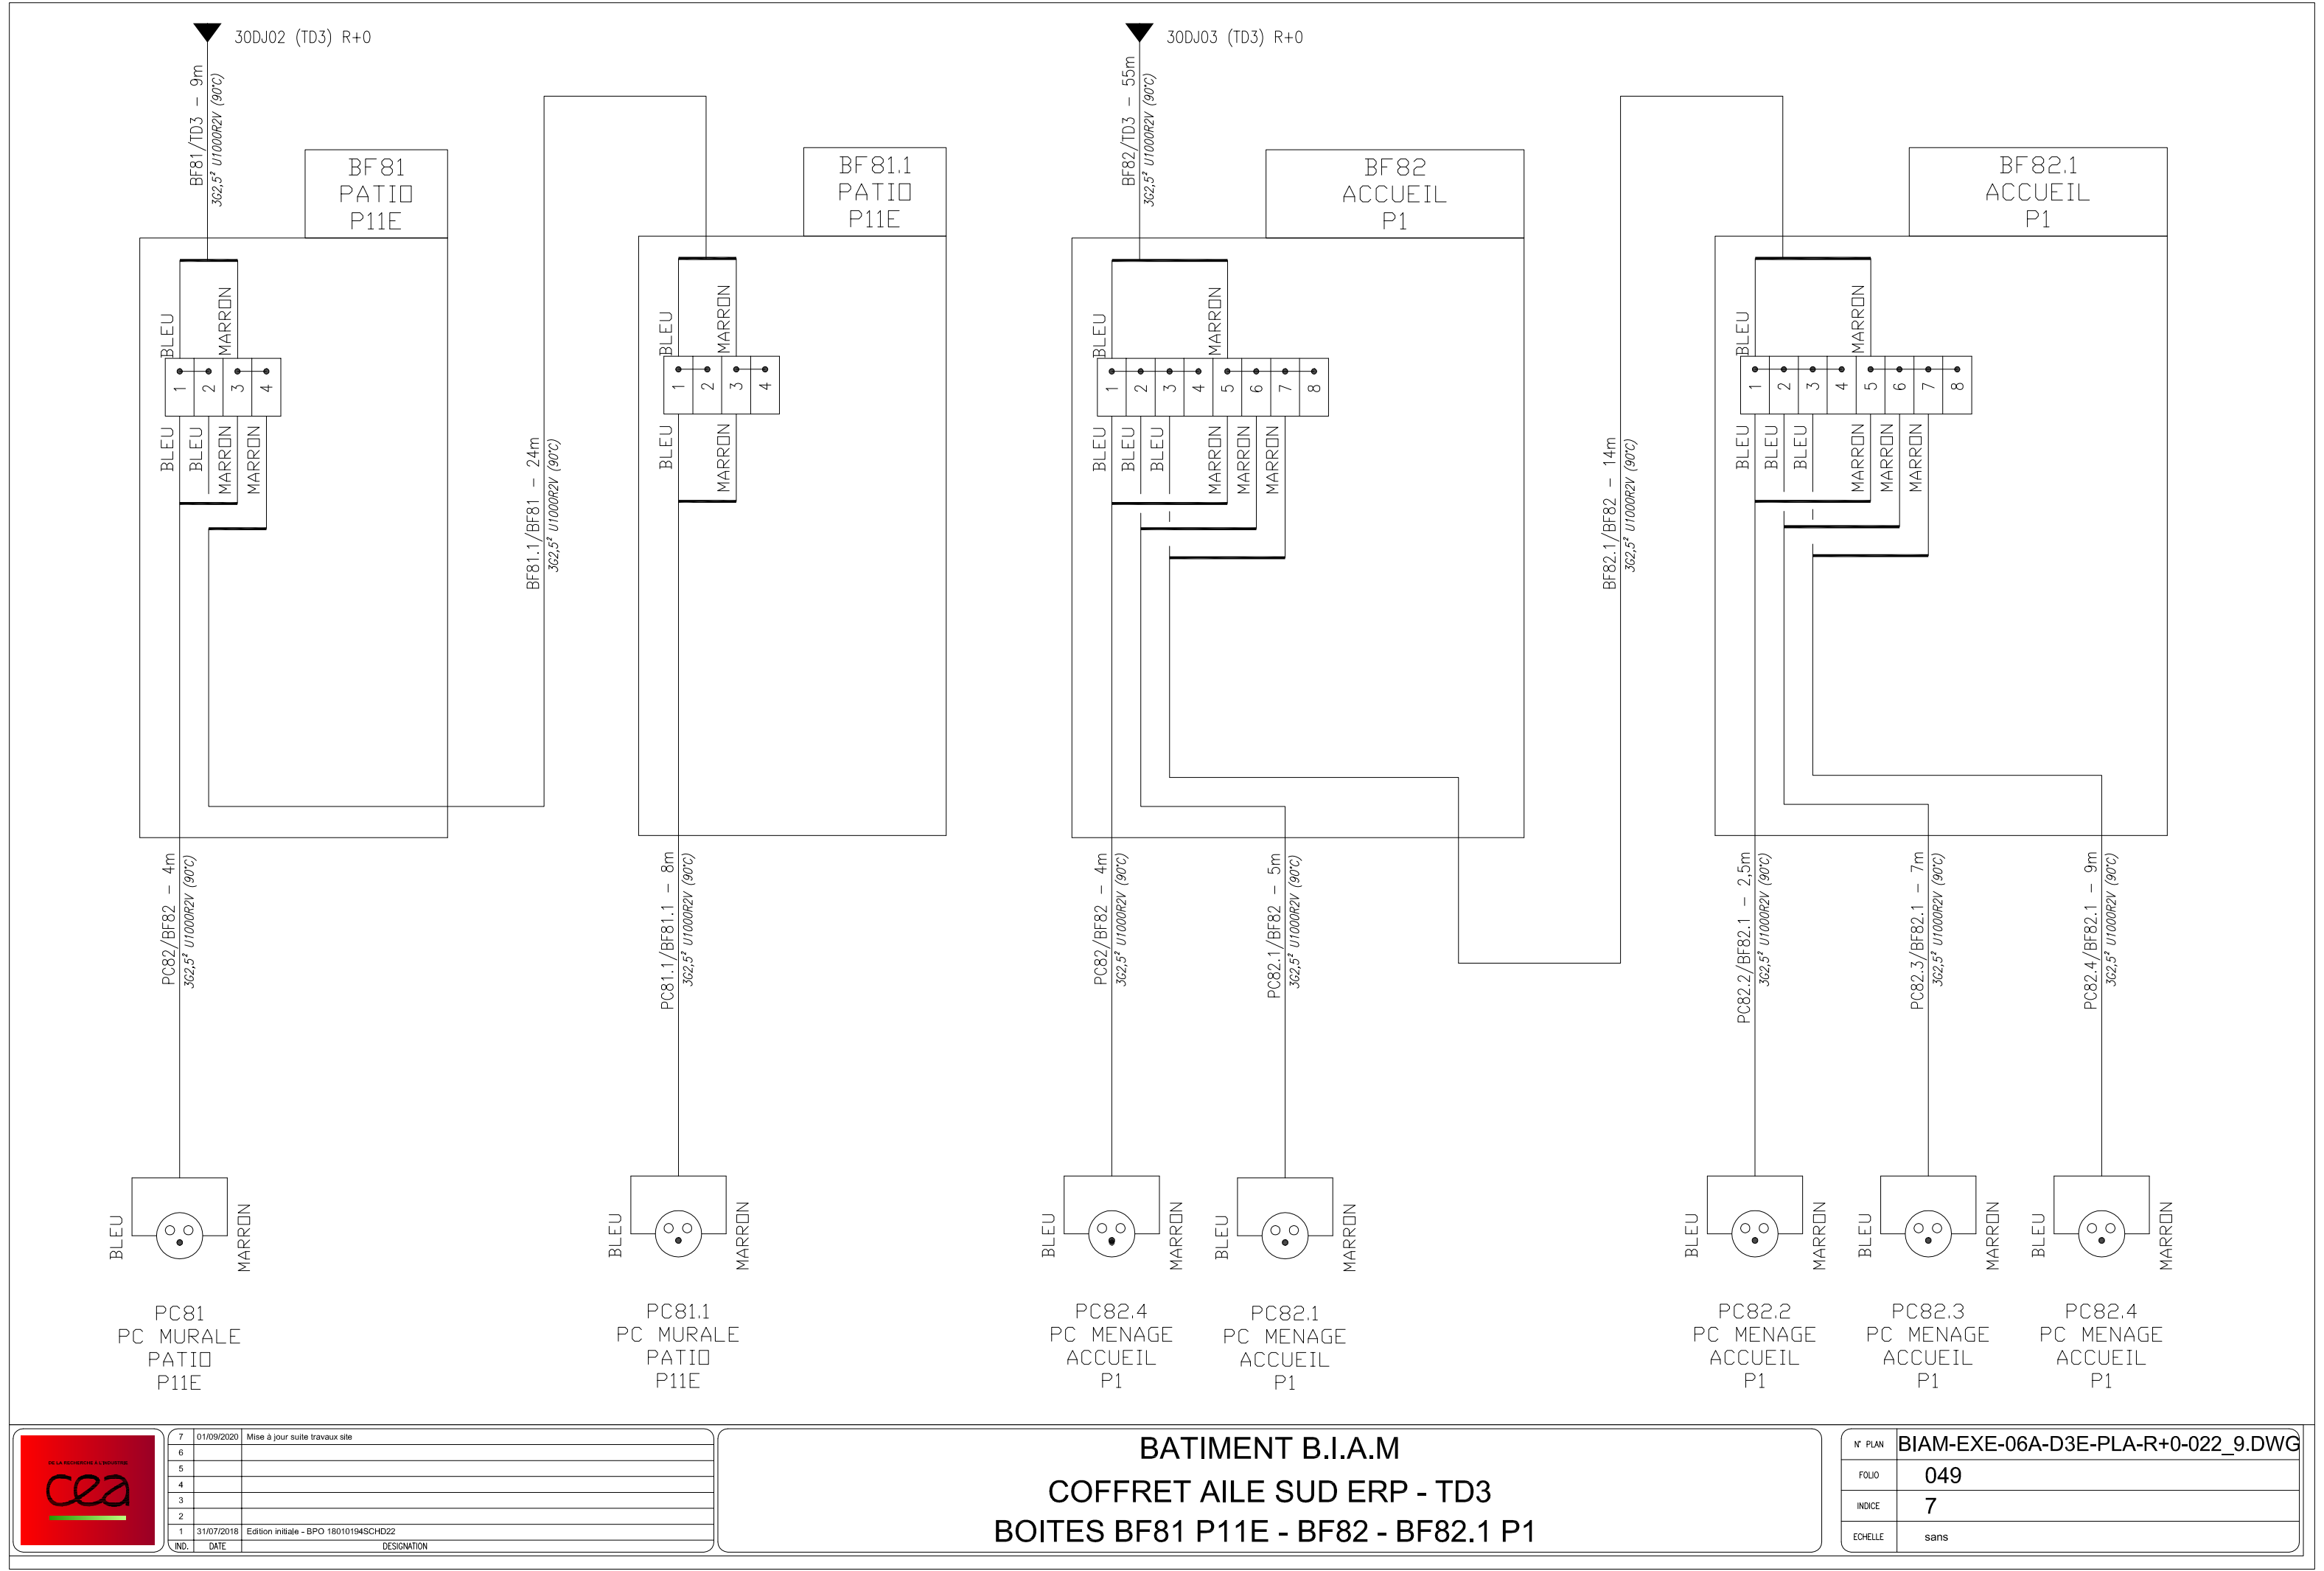 30DJ02 (TD3) R+0
30DJ03 (TD3) R+0
BF81/TD3 - 9m
3G2,5² U1000R2V (90°C)
BF81
PATIO
P11E
BLEU
MARRON
1 2 3 4
BLEU
BLEU
MARRON
MARRON
BF81.1/BF81 - 24m
3G2,5² U1000R2V (90°C)
BF81.1
PATIO
P11E
BLEU
MARRON
1 2 3 4
BLEU
MARRON
BF82/TD3 - 55m
3G2,5² U1000R2V (90°C)
BF82
ACCUEIL
P1
BLEU
MARRON
1 2 3 4 5 6 7 8
BLEU
BLEU
BLEU
MARRON
MARRON
MARRON
BF82.1/BF82 - 14m
3G2,5² U1000R2V (90°C)
BF82.1
ACCUEIL
P1
BLEU
MARRON
1 2 3 4 5 6 7 8
BLEU
BLEU
BLEU
MARRON
MARRON
MARRON
PC82/BF82 - 4m
3G2,5² U1000R2V (90°C)
PC81.1/BF81.1 - 8m
3G2,5² U1000R2V (90°C)
PC82/BF82 - 4m
3G2,5² U1000R2V (90°C)
PC82.1/BF82 - 5m
3G2,5² U1000R2V (90°C)
PC82.2/BF82.1 - 2,5m
3G2,5² U1000R2V (90°C)
PC82.3/BF82.1 - 7m
3G2,5² U1000R2V (90°C)
PC82.4/BF82.1 - 9m
3G2,5² U1000R2V (90°C)
BLEU
MARRON
BLEU
MARRON
BLEU
MARRON
BLEU
MARRON
BLEU
MARRON
BLEU
MARRON
BLEU
MARRON
PC81
PC MURALE
PATIO
P11E
PC81.1
PC MURALE
PATIO
P11E
PC82.4
PC MENAGE
ACCUEIL
P1
PC82.1
PC MENAGE
ACCUEIL
P1
PC82.2
PC MENAGE
ACCUEIL
P1
PC82.3
PC MENAGE
ACCUEIL
P1
PC82.4
PC MENAGE
ACCUEIL
P1
DE LA RECHERCHE À L'INDUSTRIE
cea
7 01/09/2020 Mise à jour suite travaux site
6
5
4
3
2
1 31/07/2018 Edition initiale - BPO 18010194SCHD22
IND. DATE DESIGNATION
BATIMENT B.I.A.M
COFFRET AILE SUD ERP - TD3
BOITES BF81 P11E - BF82 - BF82.1 P1
N° PLAN BIAM-EXE-06A-D3E-PLA-R+0-022_9.DWG
FOLIO 049
INDICE 7
ECHELLE sans